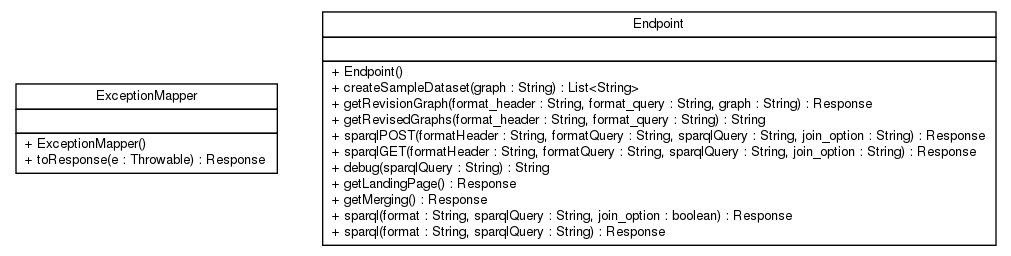 ExceptionMapper
+ ExceptionMapper()
+ toResponse(e : Throwable) : Response
Endpoint
+ Endpoint()
+ createSampleDataset(graph : String) : List<String>
+ getRevisionGraph(format_header : String, format_query : String, graph : String) : Response
+ getRevisedGraphs(format_header : String, format_query : String) : String
+ sparqlPOST(formatHeader : String, formatQuery : String, sparqlQuery : String, join_option : String) : Response
+ sparqlGET(formatHeader : String, formatQuery : String, sparqlQuery : String, join_option : String) : Response
+ debug(sparqlQuery : String) : String
+ getLandingPage() : Response
+ getMerging() : Response
+ sparql(format : String, sparqlQuery : String, join_option : boolean) : Response
+ sparql(format : String, sparqlQuery : String) : Response